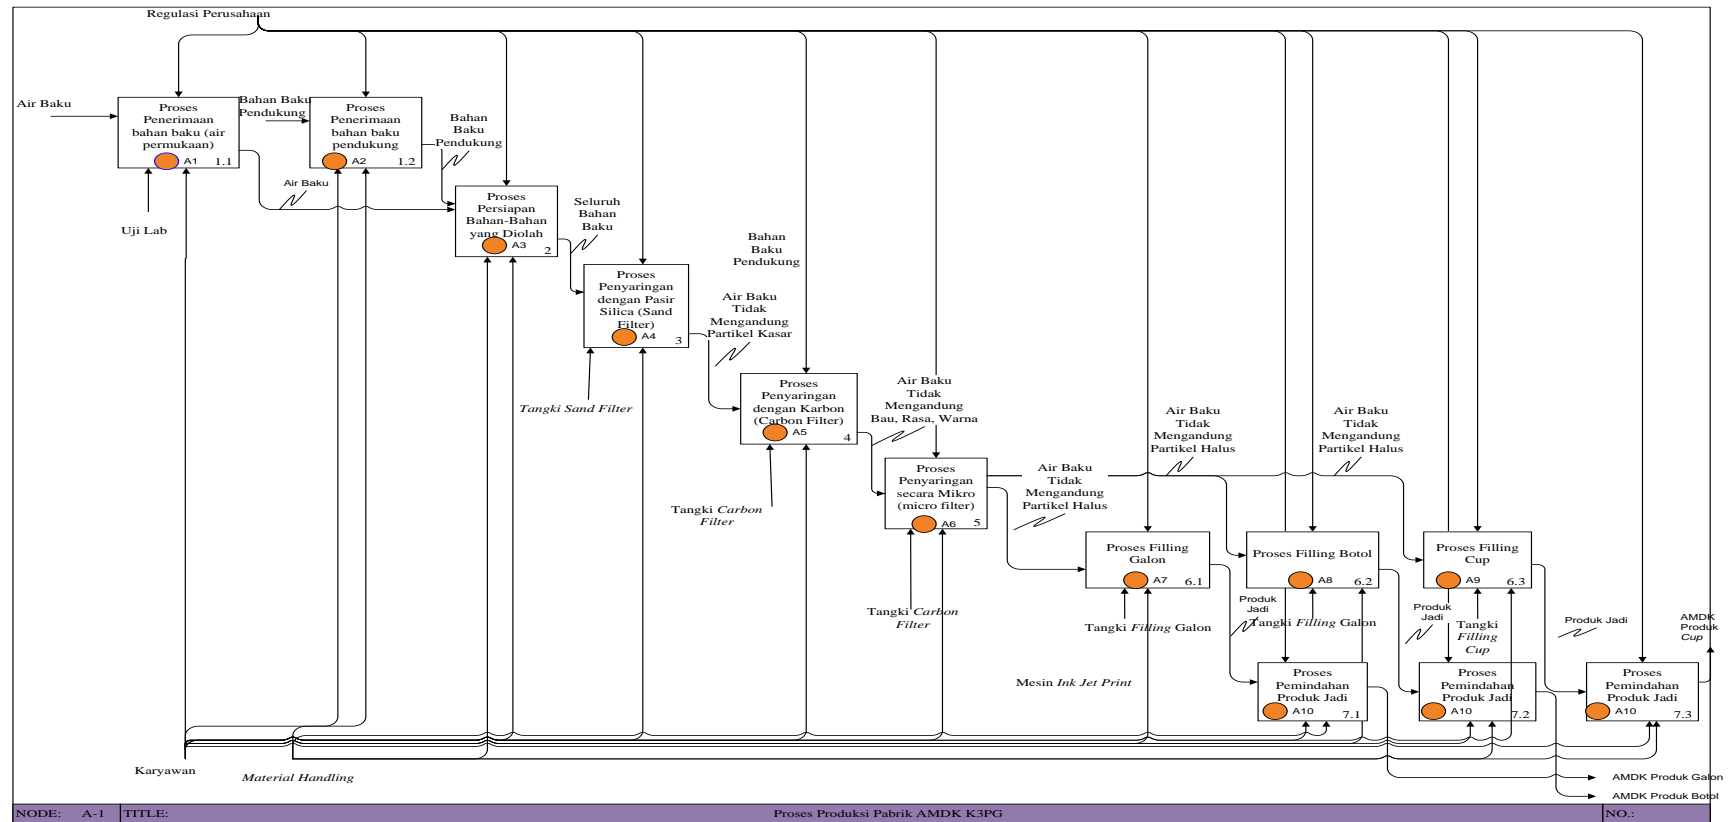 Regulasi Perusahaan
Air Baku
Proses
Penerimaan
bahan baku (air
permukaan)
A1
1.1
Bahan Baku
Pendukung
Proses
Penerimaan
bahan baku
pendukung
A2
1.2
Bahan
Baku
Pendukung
Air Baku
Uji Lab
Proses
Persiapan
Bahan-Bahan
yang Diolah
A3
2
Seluruh
Bahan
Baku
Bahan
Baku
Pendukung
Proses
Penyaringan
dengan Pasir
Silica (Sand
Filter)
A4
3
Air Baku
Tidak
Mengandung
Partikel Kasar
Tangki Sand Filter
Proses
Penyaringan
dengan Karbon
(Carbon Filter)
A5
4
Air Baku
Tidak
Mengandung
Bau, Rasa, Warna
Tangki Carbon
Filter
Proses
Penyaringan
secara Mikro
(micro filter)
A6
5
Air Baku
Tidak
Mengandung
Partikel Halus
Air Baku
Tidak
Mengandung
Partikel Halus
Air Baku
Tidak
Mengandung
Partikel Halus
Tangki Carbon
Filter
Proses Filling
Galon
A7
6.1
Proses Filling Botol
A8
6.2
Proses Filling
Cup
A9
6.3
Tangki Filling Galon
Produk
Jadi
Tangki Filling Galon
Produk
Jadi
Tangki
Filling
Cup
Produk Jadi
AMDK
Produk
Cup
Mesin Ink Jet Print
Proses
Pemindahan
Produk Jadi
A10
7.1
Proses
Pemindahan
Produk Jadi
A10
7.2
Proses
Pemindahan
Produk Jadi
A10
7.3
Karyawan
Material Handling
AMDK Produk Galon
AMDK Produk Botol
NODE: A-1
TITLE:
Proses Produksi Pabrik AMDK K3PG
NO.: